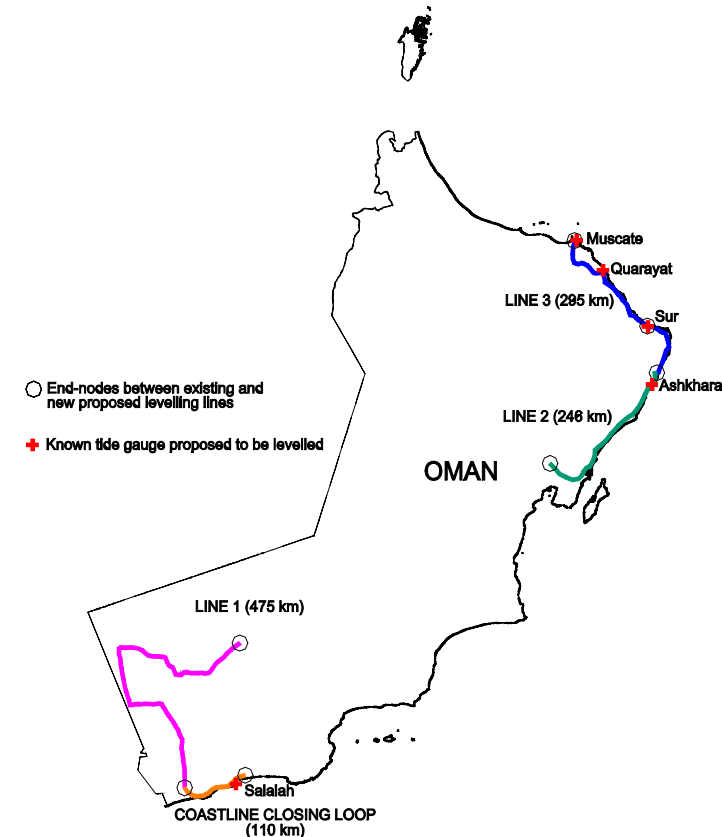 Muscate
Quarayat
LINE 3 (295 km)
Sur
End-nodes between existing and
new proposed levelling lines
Ashkhara
LINE 2 (246 km)
Known tide gauge proposed to be levelled
OMAN
LINE 1 (475 km)
Salalah
COASTLINE CLOSING LOOP
(110 km)